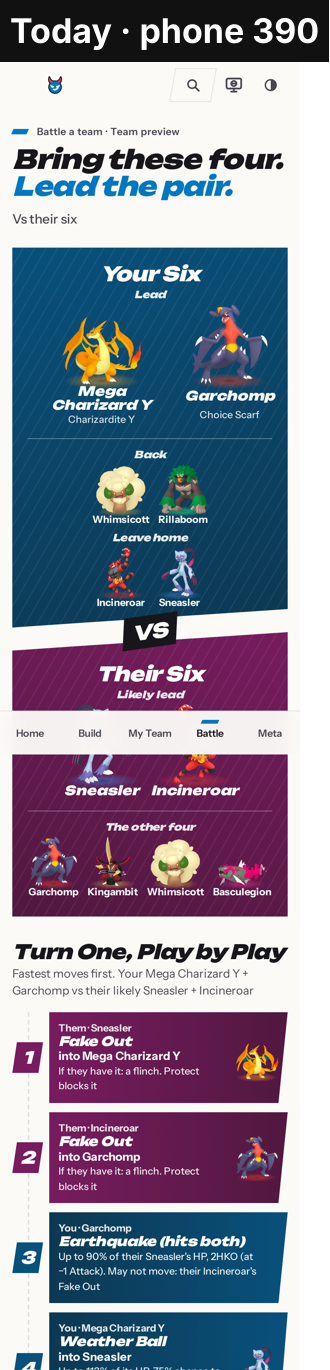 Today · phone 390
Battle a team · Team preview
Bring these four.
Lead the pair.
Vs their six
Your Six
Lead
Mega
Charizard Y
Charizardite Y
Garchomp
Choice Scarf
Back
Whimsicott
Rillaboom
Leave home
Incineroar
Sneasler
VS
Their Six
Likely lead
Home
Build
My Team
Battle
Meta
Sneasler
Incineroar
The other four
Garchomp
Kingambit
Whimsicott
Basculegion
Turn One, Play by Play
Fastest moves first. Your Mega Charizard Y +
Garchomp vs their likely Sneasler + Incineroar
1
Them · Sneasler
Fake Out
into Mega Charizard Y
If they have it: a flinch. Protect
blocks it
2
Them · Incineroar
Fake Out
into Garchomp
If they have it: a flinch. Protect
blocks it
3
You · Garchomp
Earthquake (hits both)
Up to 90% of their Sneasler's HP, 2HKO (at
−1 Attack). May not move: their Incineroar's
Fake Out
You · Mega Charizard Y
Weather Ball
into Sneasler